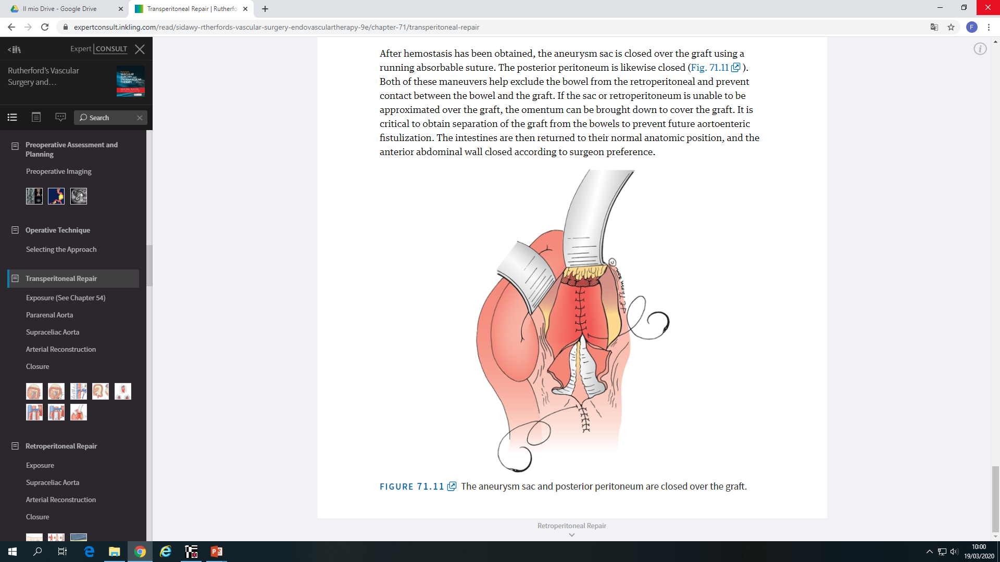 Il mio Drive - Google Drive
Transperitoneal Repair | Rutherfo
expertconsult.inkling.com/read/sidawy-rtherfords-vascular-surgery-endovasculartherapy-9e/chapter-71/transperitoneal-repair
F
Expert CONSULT
Rutherford's Vascular
Surgery and...
VASCULAR
SURGERY AND
ENDOVASCULAR
THERAPY
Search
Preoperative Assessment and
Planning
Preoperative Imaging
Operative Technique
Selecting the Approach
Transperitoneal Repair
Exposure (See Chapter 54)
Pararenal Aorta
Supraceliac Aorta
Arterial Reconstruction
Closure
Retroperitoneal Repair
Exposure
Supraceliac Aorta
Arterial Reconstruction
Closure
After hemostasis has been obtained, the aneurysm sac is closed over the graft using a
running absorbable suture. The posterior peritoneum is likewise closed (Fig. 71.11 ).
Both of these maneuvers help exclude the bowel from the retroperitoneal and prevent
contact between the bowel and the graft. If the sac or retroperitoneum is unable to be
approximated over the graft, the omentum can be brought down to cover the graft. It is
critical to obtain separation of the graft from the bowels to prevent future aortoenteric
fistulization. The intestines are then returned to their normal anatomic position, and the
anterior abdominal wall closed according to surgeon preference.
©
FIGURE 71.11 The aneurysm sac and posterior peritoneum are closed over the graft.
Retroperitoneal Repair
10:00
19/03/2020